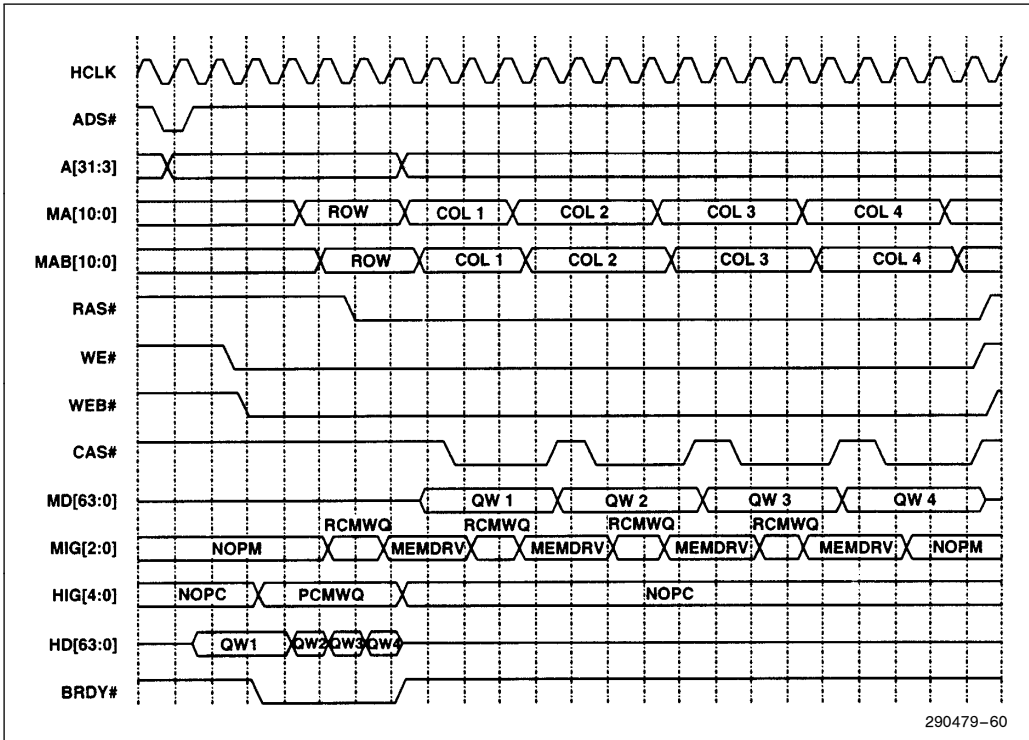 HCLK
ADS#
A[31:3]
MA[10:0] ROW COL 1 COL 2 COL 3 COL 4
MAB[10:0] ROW COL 1 COL 2 COL 3 COL 4
RAS#
WE#
WEB#
CAS#
MD[63:0] QW 1 QW 2 QW 3 QW 4
RCMWQ RCMWQ RCMWQ RCMWQ
MIG[2:0] NOPM MEMDRV MEMDRV MEMDRV MEMDRV NOPM
HIG[4:0] NOPC PCMWQ NOPC
HD[63:0] QW1 QW2 QW3 QW4
BRDY#
290479-60